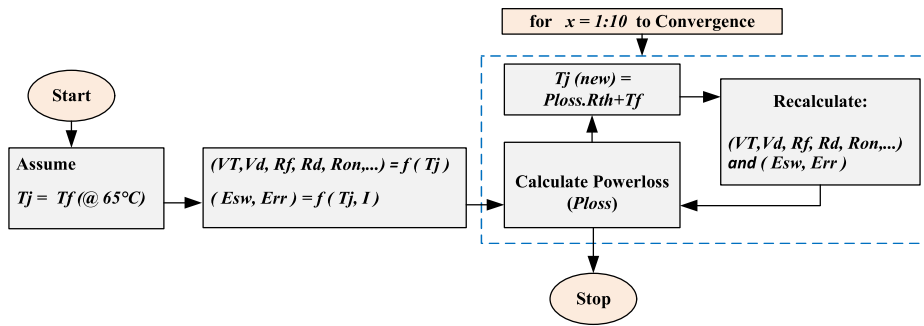 for x = 1:10 to Convergence
Start
Assume
Tj = Tf (@ 65°C)
(VT,Vd, Rf, Rd, Ron,...) = f ( Tj )
( Esw, Err ) = f ( Tj, I )
Tj (new) =
Ploss.Rth+Tf
Calculate Powerloss
(Ploss)
Recalculate:
(VT,Vd, Rf, Rd, Ron,...)
and ( Esw, Err )
Stop